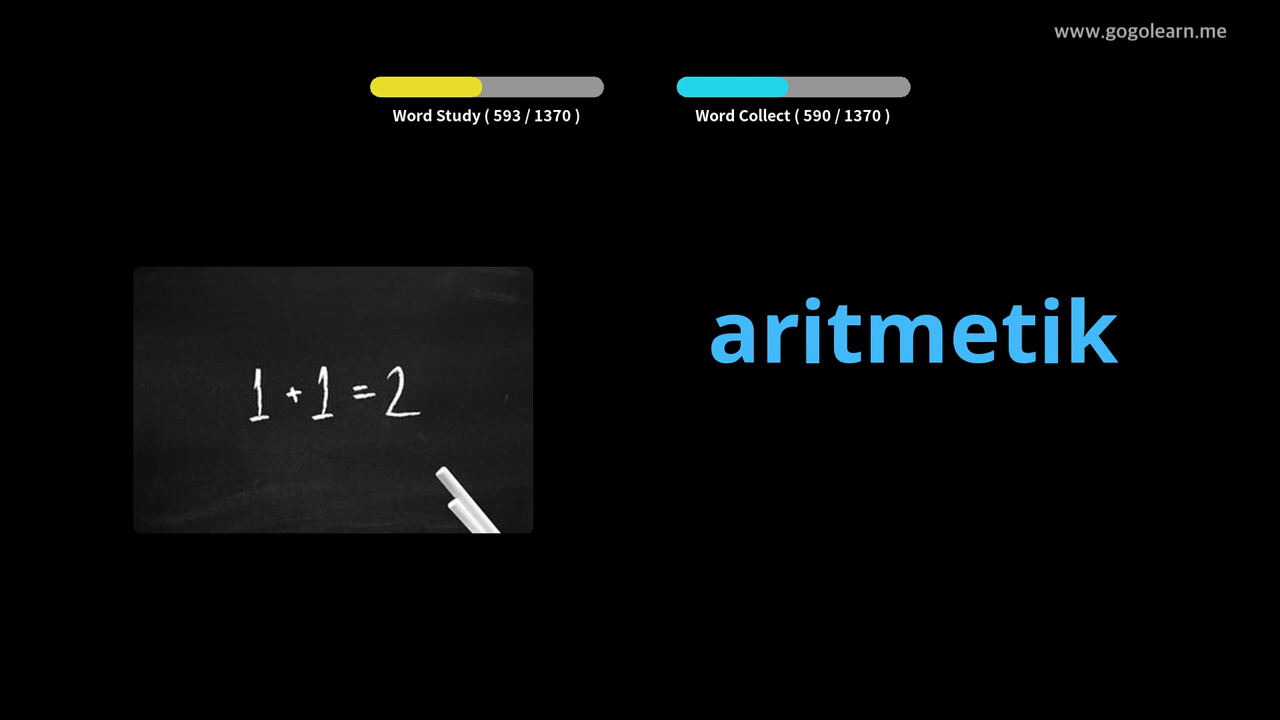 www.gogolearn.me
Word Study ( 593 / 1370 )
Word Collect ( 590 / 1370 )
1 + 1 = 2
aritmetik